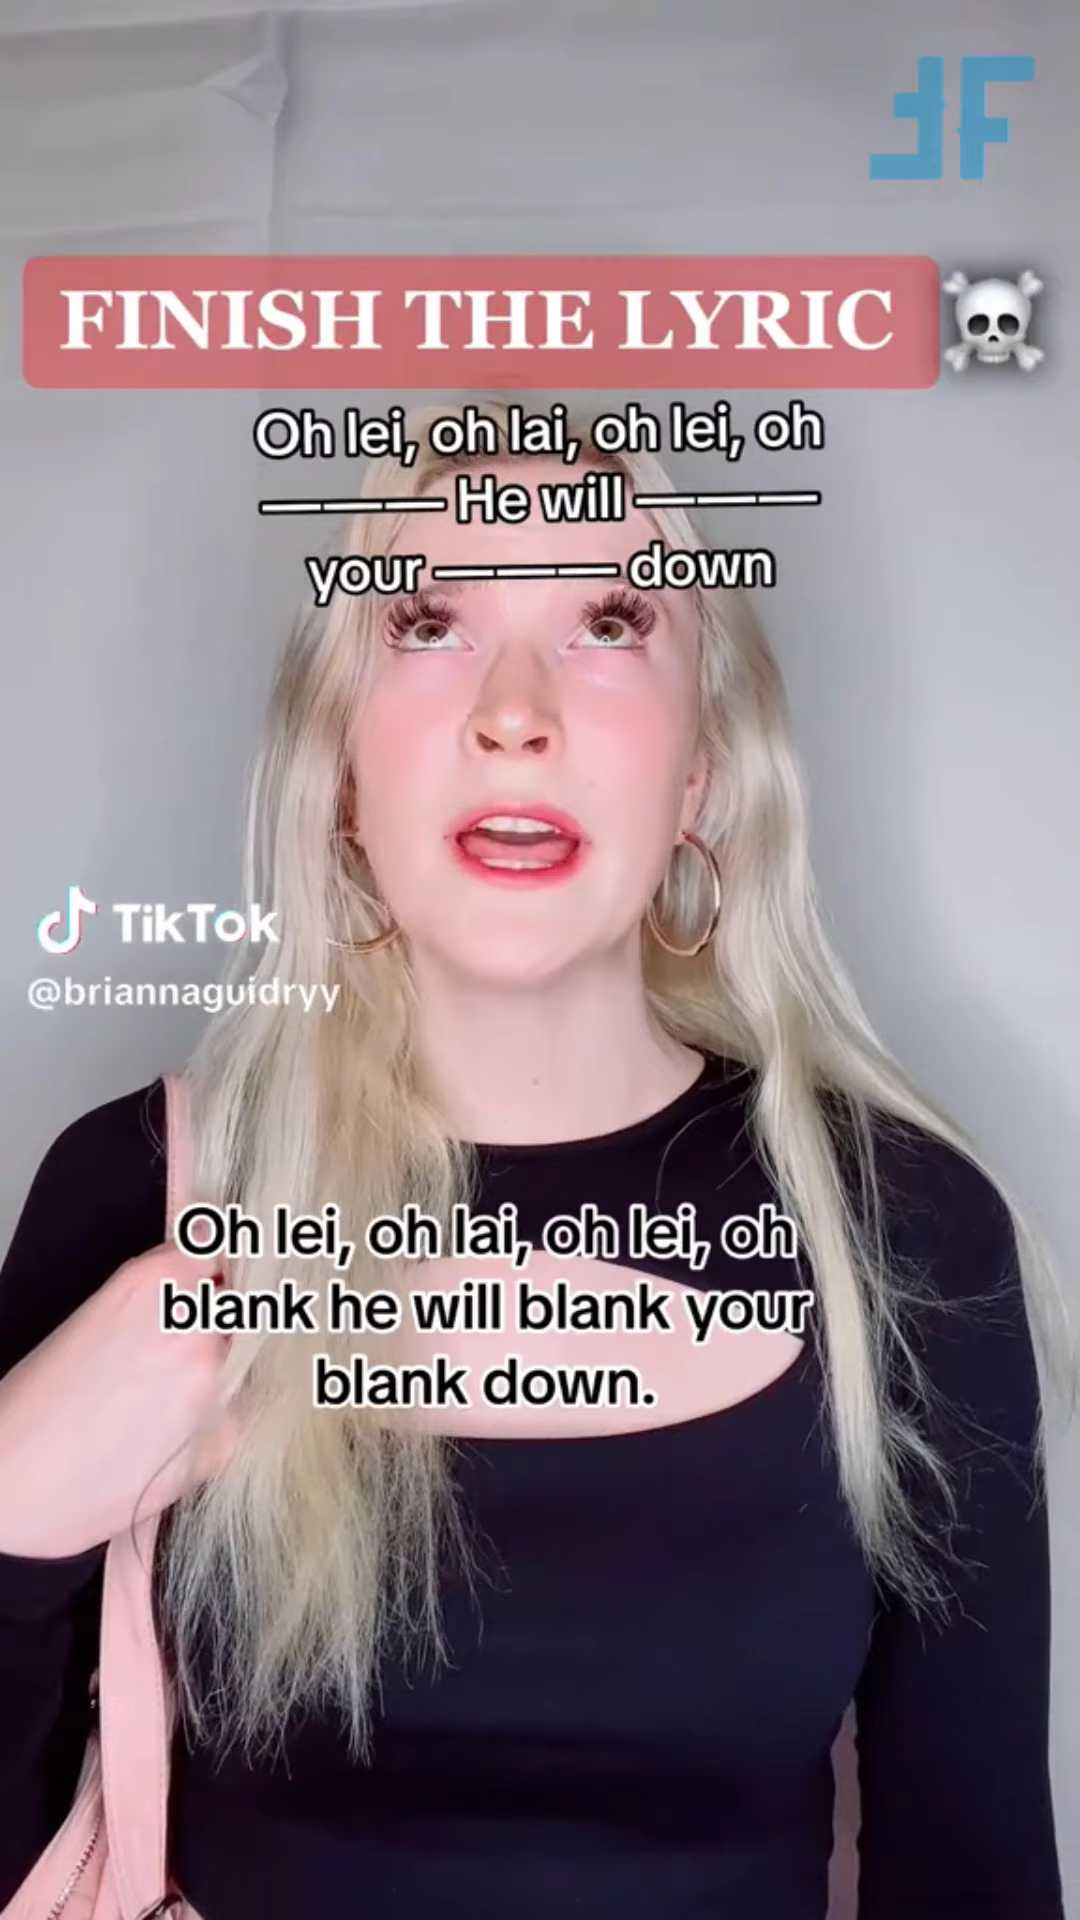 FINISH THE LYRIC
Oh lei, oh lai, oh lei, oh
———— He will ————
your ———— down
TikTok
@briannaguidryy
Oh lei, oh lai, oh lei, oh
blank he will blank your
blank down.